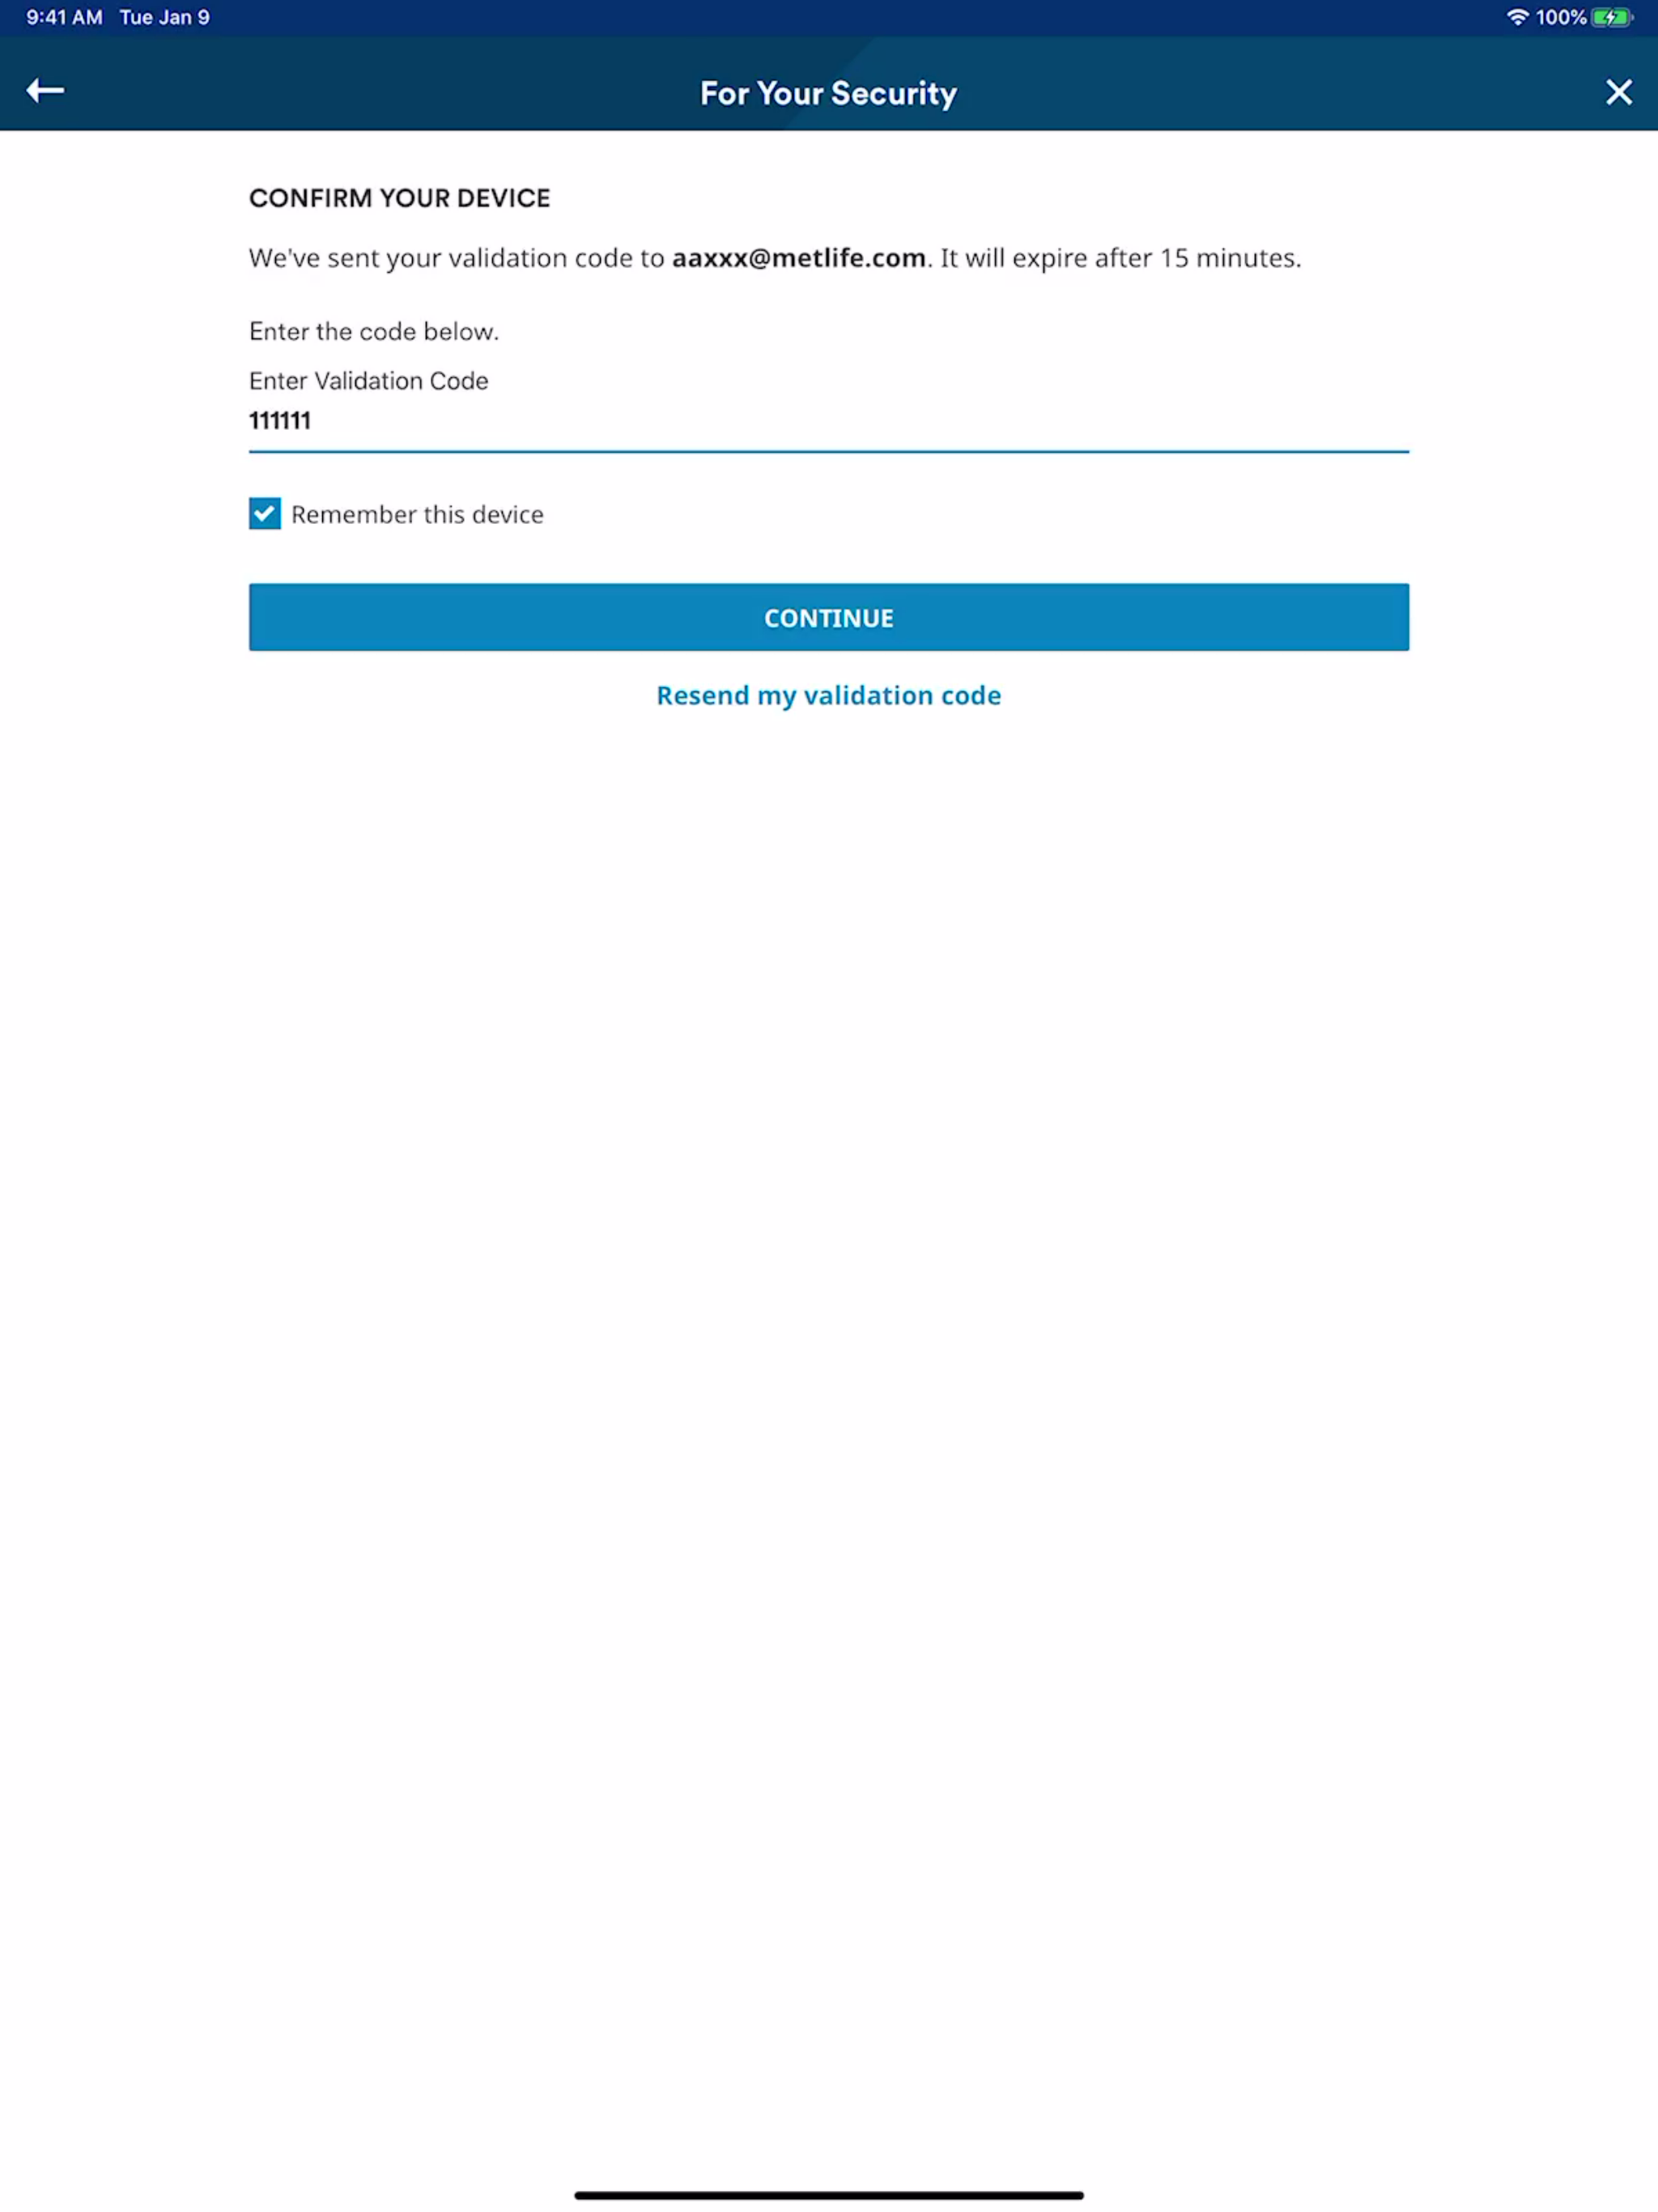 9:41 AM Tue Jan 9
100%
For Your Security
CONFIRM YOUR DEVICE
We've sent your validation code to aaxxx@metlife.com. It will expire after 15 minutes.
Enter the code below.
Enter Validation Code
111111
Remember this device
CONTINUE
Resend my validation code